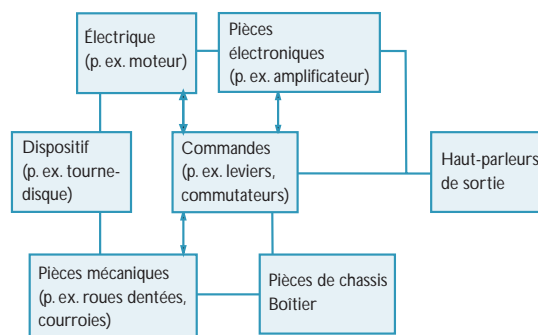 Électrique
(p. ex. moteur)
Pièces
électroniques
(p. ex. amplificateur)
Dispositif
(p. ex. tourne-
disque)
Commandes
(p. ex. leviers,
commutateurs)
Haut-parleurs
de sortie
Pièces mécaniques
(p. ex. roues dentées,
courroies)
Pièces de chassis
Boîtier